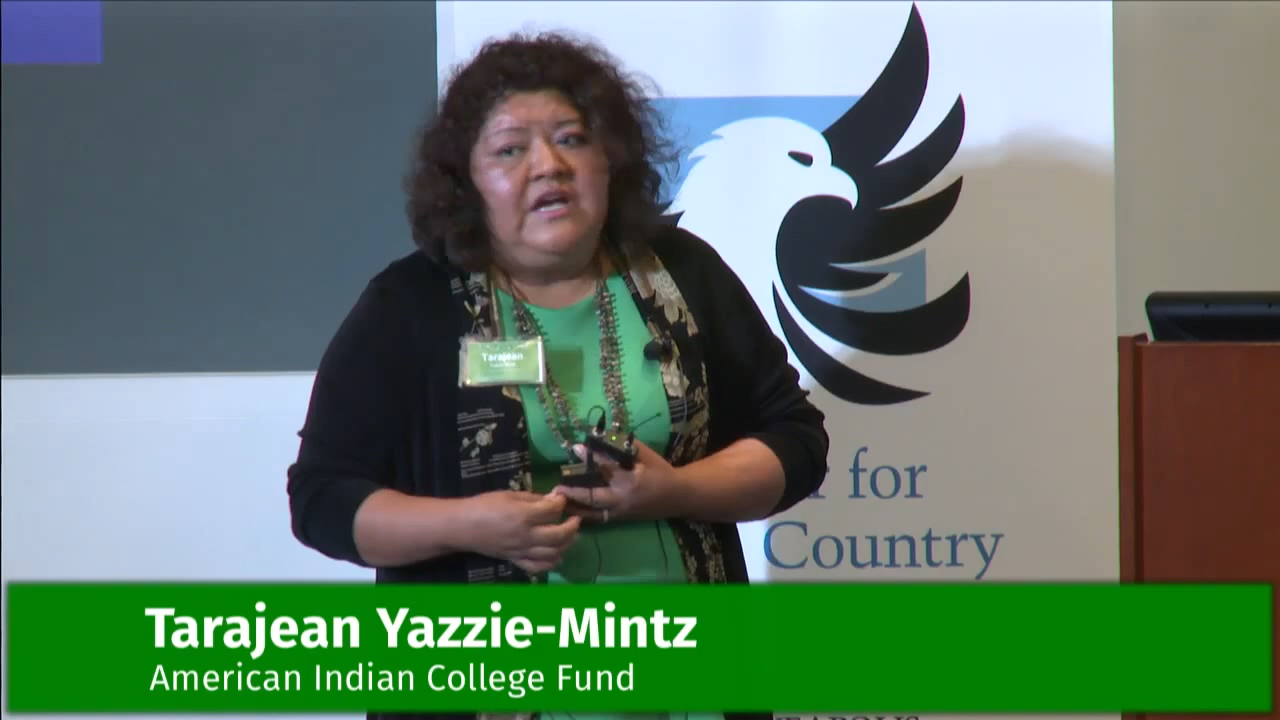 Tarajean
for
Country
Tarajean Yazzie-Mintz
American Indian College Fund